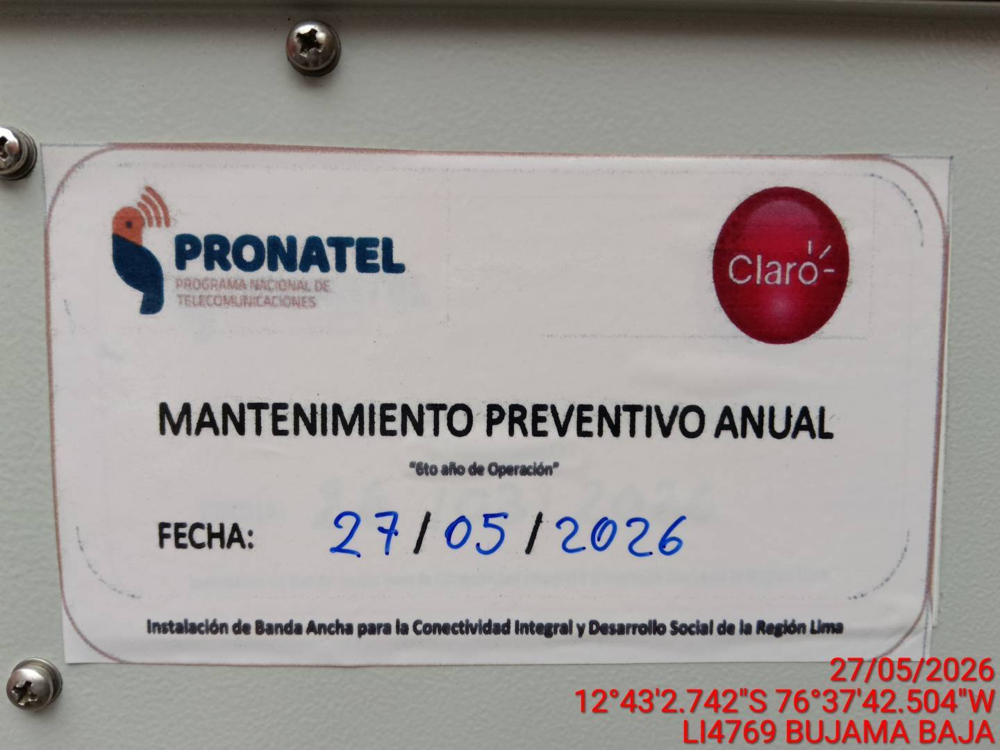 PRONATEL
PROGRAMA NACIONAL DE
TELECOMUNICACIONES
Claro
MANTENIMIENTO PREVENTIVO ANUAL
"6to año de Operación"
FECHA: 27/05/2026
Instalación de Banda Ancha para la Conectividad Integral y Desarrollo Social de la Región Lima
27/05/2026
12°43'2.742"S 76°37'42.504"W
LI4769 BUJAMA BAJA